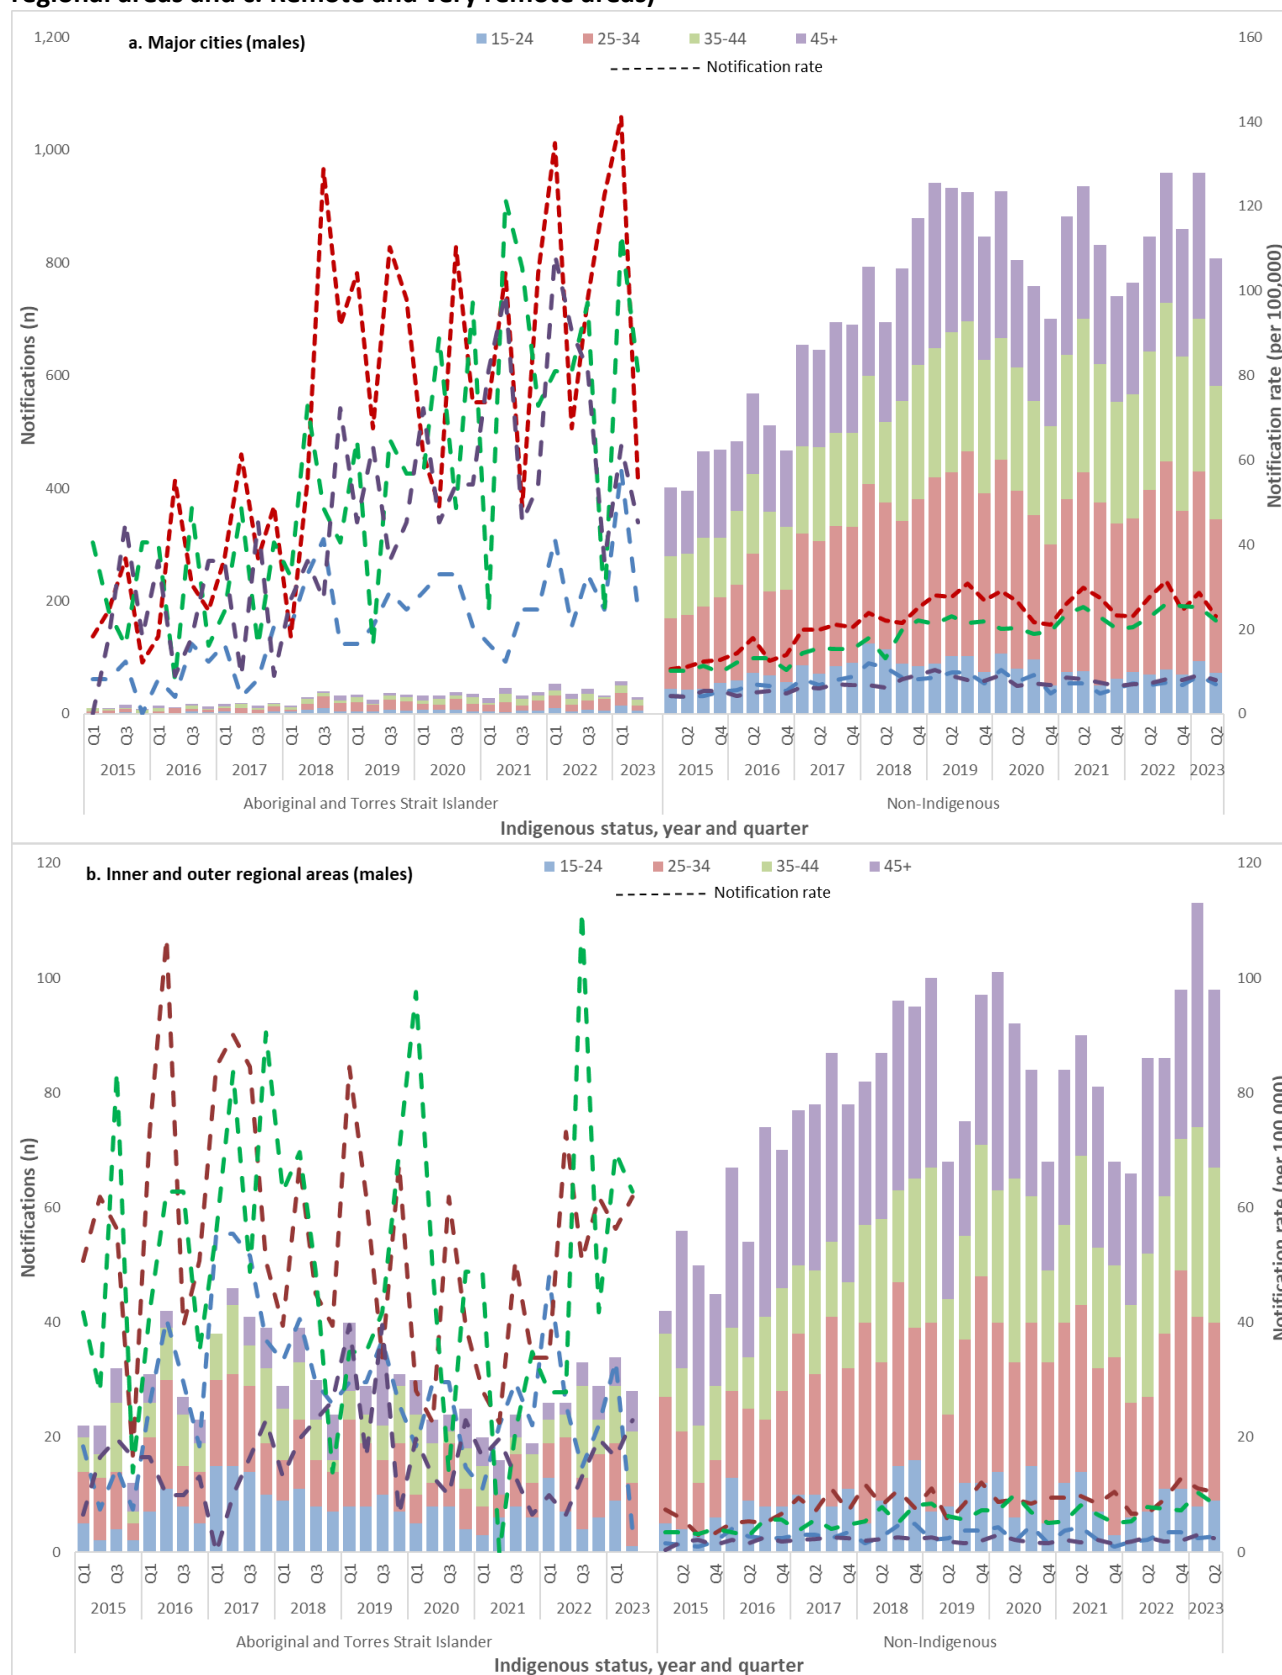 regional areas and c. Remote and very remote areas)
a. Major cities (males)
15-24 25-34 35-44 45+
Notification rate
1,200
1,000
800
600
400
200
0
Notifications (n)
160
140
120
100
80
60
40
20
0
Notification rate (per 100,000)
Q1 Q3 Q1 Q3 Q1 Q3 Q1 Q3 Q1 Q3 Q1 Q3 Q1 Q3 Q1 Q3 Q1 Q2 Q4 Q2 Q4 Q2 Q4 Q2 Q4 Q2 Q4 Q2 Q4 Q2 Q4 Q2 Q4 Q2
2015 2016 2017 2018 2019 2020 2021 2022 2023 2015 2016 2017 2018 2019 2020 2021 2022 2023
Aboriginal and Torres Strait Islander Non-Indigenous
Indigenous status, year and quarter
b. Inner and outer regional areas (males)
15-24 25-34 35-44 45+
Notification rate
120
100
80
60
40
20
0
Notifications (n)
120
100
80
60
40
20
0
Notification rate (per 100,000)
Q1 Q3 Q1 Q3 Q1 Q3 Q1 Q3 Q1 Q3 Q1 Q3 Q1 Q3 Q1 Q3 Q1 Q2 Q4 Q2 Q4 Q2 Q4 Q2 Q4 Q2 Q4 Q2 Q4 Q2 Q4 Q2 Q4 Q2
2015 2016 2017 2018 2019 2020 2021 2022 2023 2015 2016 2017 2018 2019 2020 2021 2022 2023
Aboriginal and Torres Strait Islander Non-Indigenous
Indigenous status, year and quarter